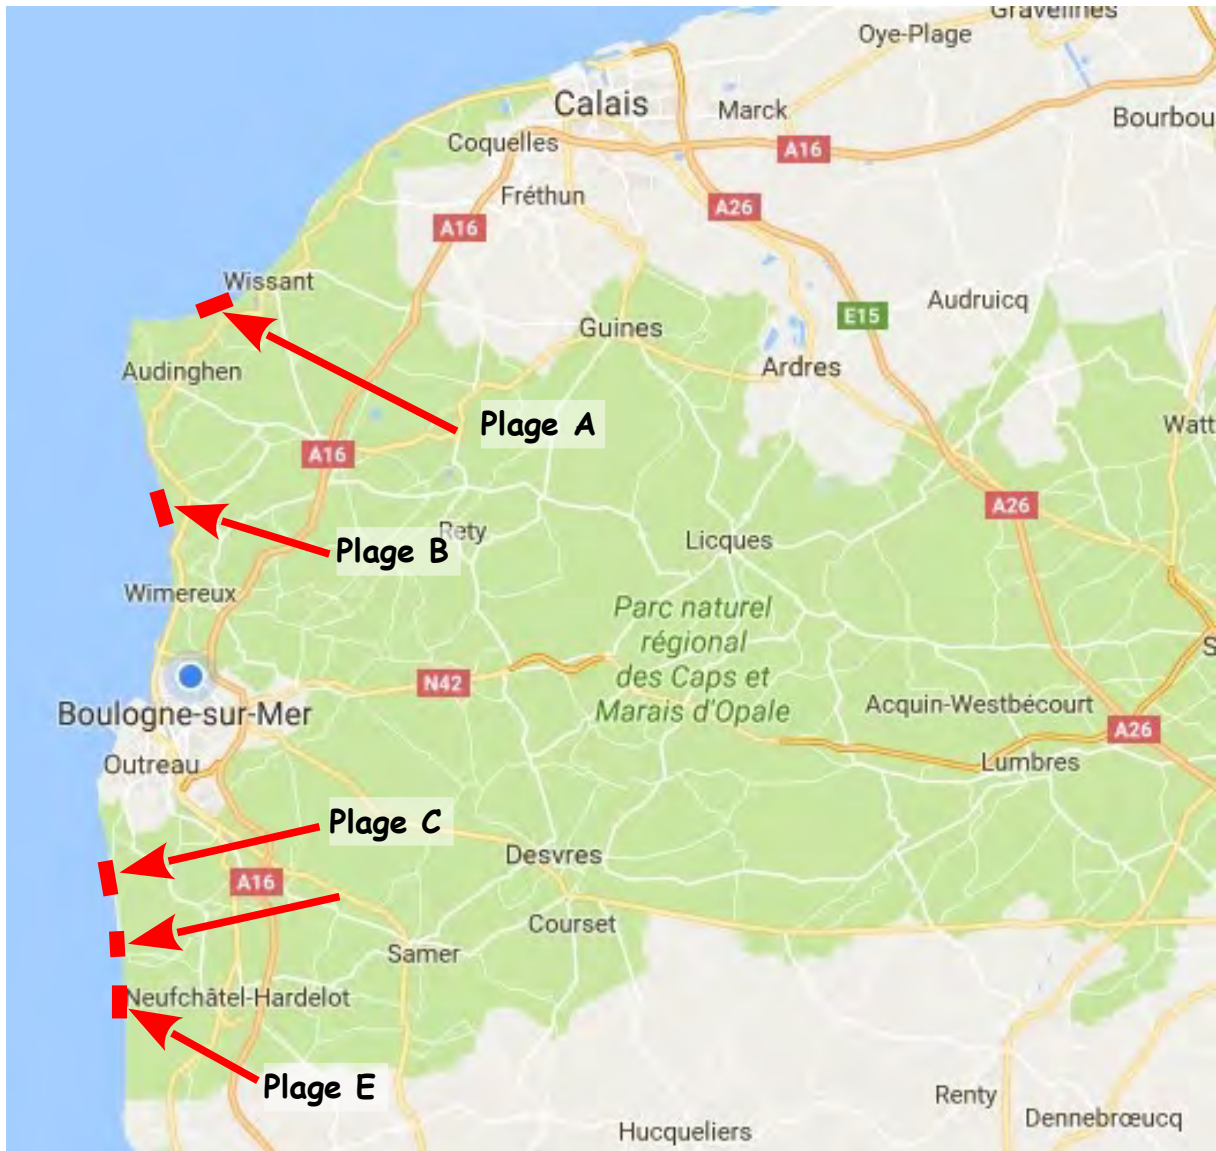 Gravelines
Oye-Plage
Calais
Marck
Bourbou
Coquelles
A16
Fréthun
A26
A16
Wissant
Audruicq
E15
Guines
Ardres
Audinghen
Plage A
Watt
A16
A26
Rety
Plage B
Licques
Wimereux
Parc naturel
régional
des Caps et
Marais d'Opale
S
N42
Acquin-Westbécourt
Boulogne-sur-Mer
A26
Outreau
Lumbres
Plage C
Desvres
A16
Courset
Samer
Neufchâtel-Hardelot
Plage E
Renty
Dennebrœucq
Hucqueliers